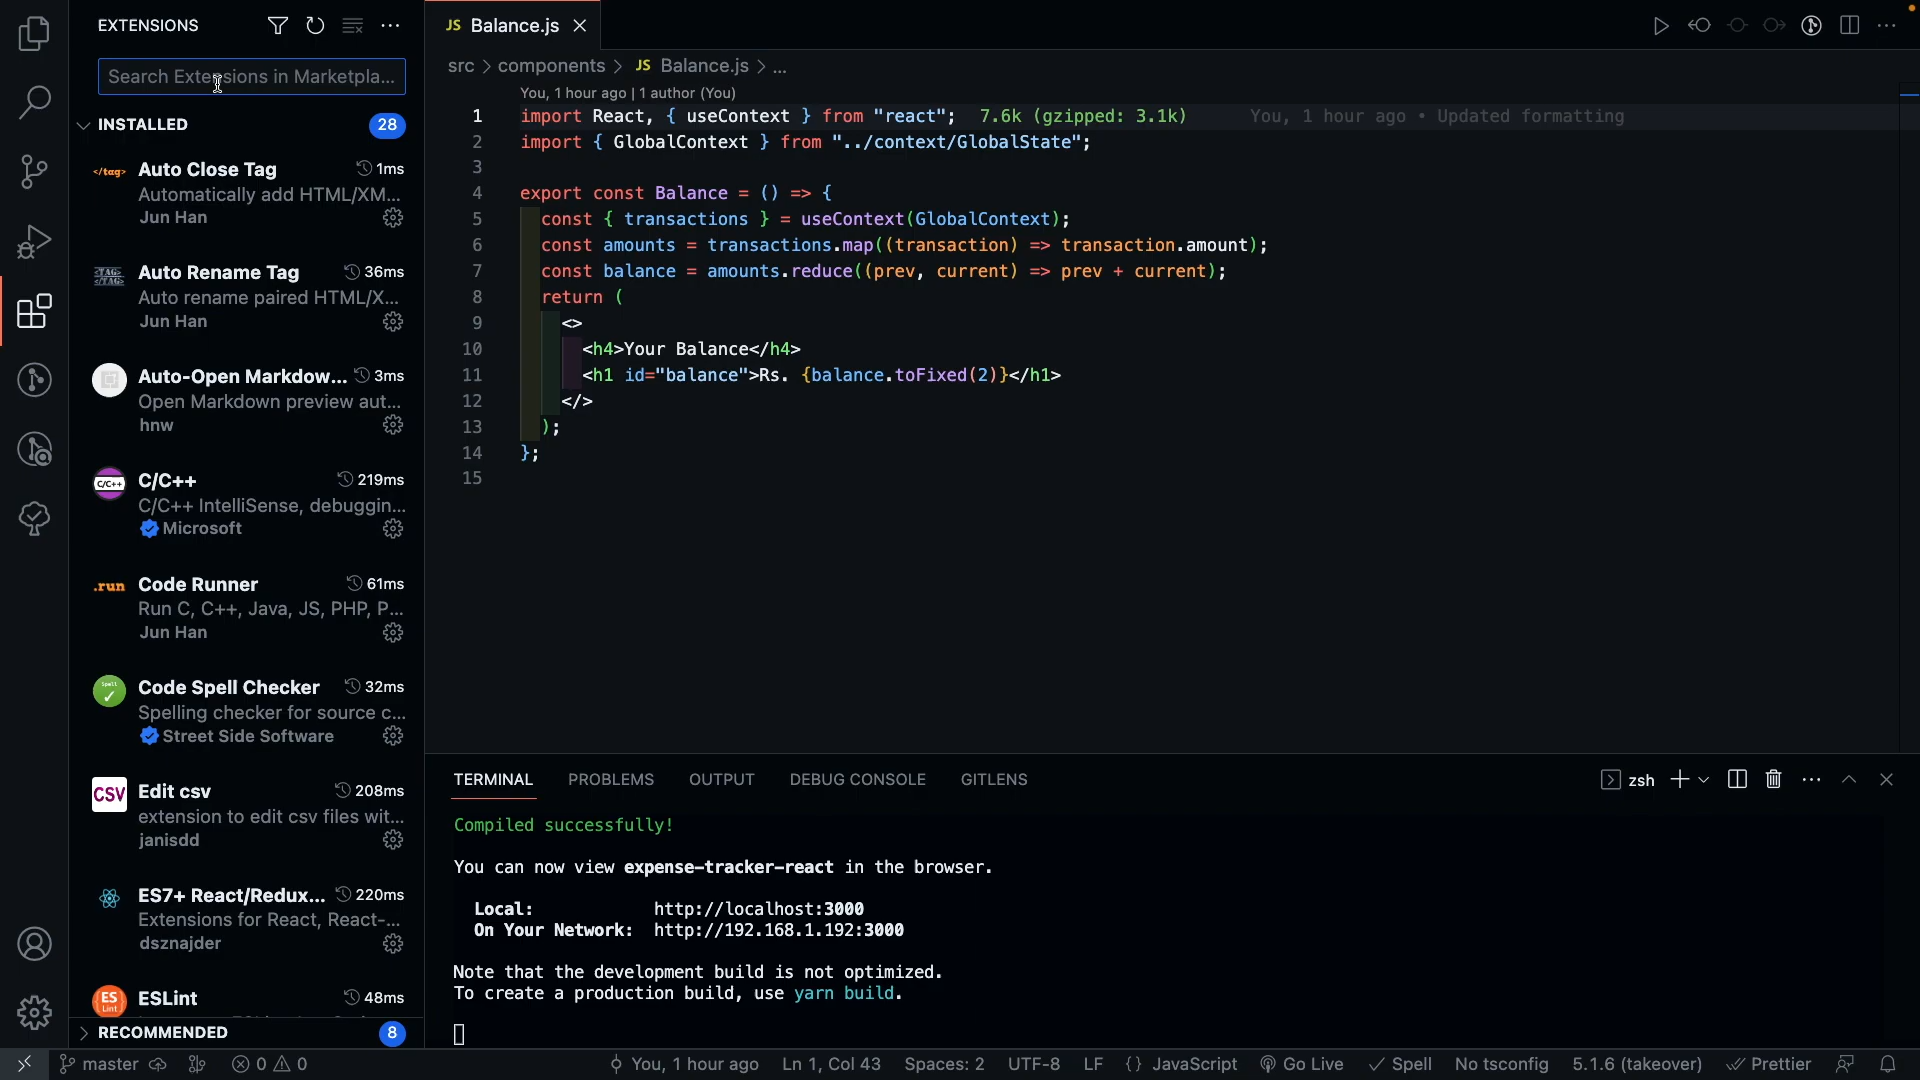 EXTENSIONS
Search Extensions in Marketpla...
INSTALLED 28
</tag> Auto Close Tag 1ms
Automatically add HTML/XM...
Jun Han
<TAG> </TAG> Auto Rename Tag 36ms
Auto rename paired HTML/X...
Jun Han
Auto-Open Markdow... 3ms
Open Markdown preview aut...
hnw
C/C++ C/C++ 219ms
C/C++ IntelliSense, debuggin...
Microsoft
.run Code Runner 61ms
Run C, C++, Java, JS, PHP, P...
Jun Han
Spell Code Spell Checker 32ms
Spelling checker for source c...
Street Side Software
CSV Edit csv 208ms
extension to edit csv files wit...
janisdd
ES7+ React/Redux... 220ms
Extensions for React, React-...
dsznajder
ES Lint ESLint 48ms
RECOMMENDED 8
JS Balance.js
src > components > JS Balance.js > ...
You, 1 hour ago | 1 author (You)
1 import React, { useContext } from "react"; 7.6k (gzipped: 3.1k) You, 1 hour ago • Updated formatting
2 import { GlobalContext } from "../context/GlobalState";
3
4 export const Balance = () => {
5 const { transactions } = useContext(GlobalContext);
6 const amounts = transactions.map((transaction) => transaction.amount);
7 const balance = amounts.reduce((prev, current) => prev + current);
8 return (
9 <>
10 <h4>Your Balance</h4>
11 <h1 id="balance">Rs. {balance.toFixed(2)}</h1>
12 </>
13 );
14 };
15
TERMINAL PROBLEMS OUTPUT DEBUG CONSOLE GITLENS zsh
Compiled successfully!
You can now view expense-tracker-react in the browser.
Local: http://localhost:3000
On Your Network: http://192.168.1.192:3000
Note that the development build is not optimized.
To create a production build, use yarn build.
master 0 0 You, 1 hour ago Ln 1, Col 43 Spaces: 2 UTF-8 LF {} JavaScript Go Live Spell No tsconfig 5.1.6 (takeover) Prettier